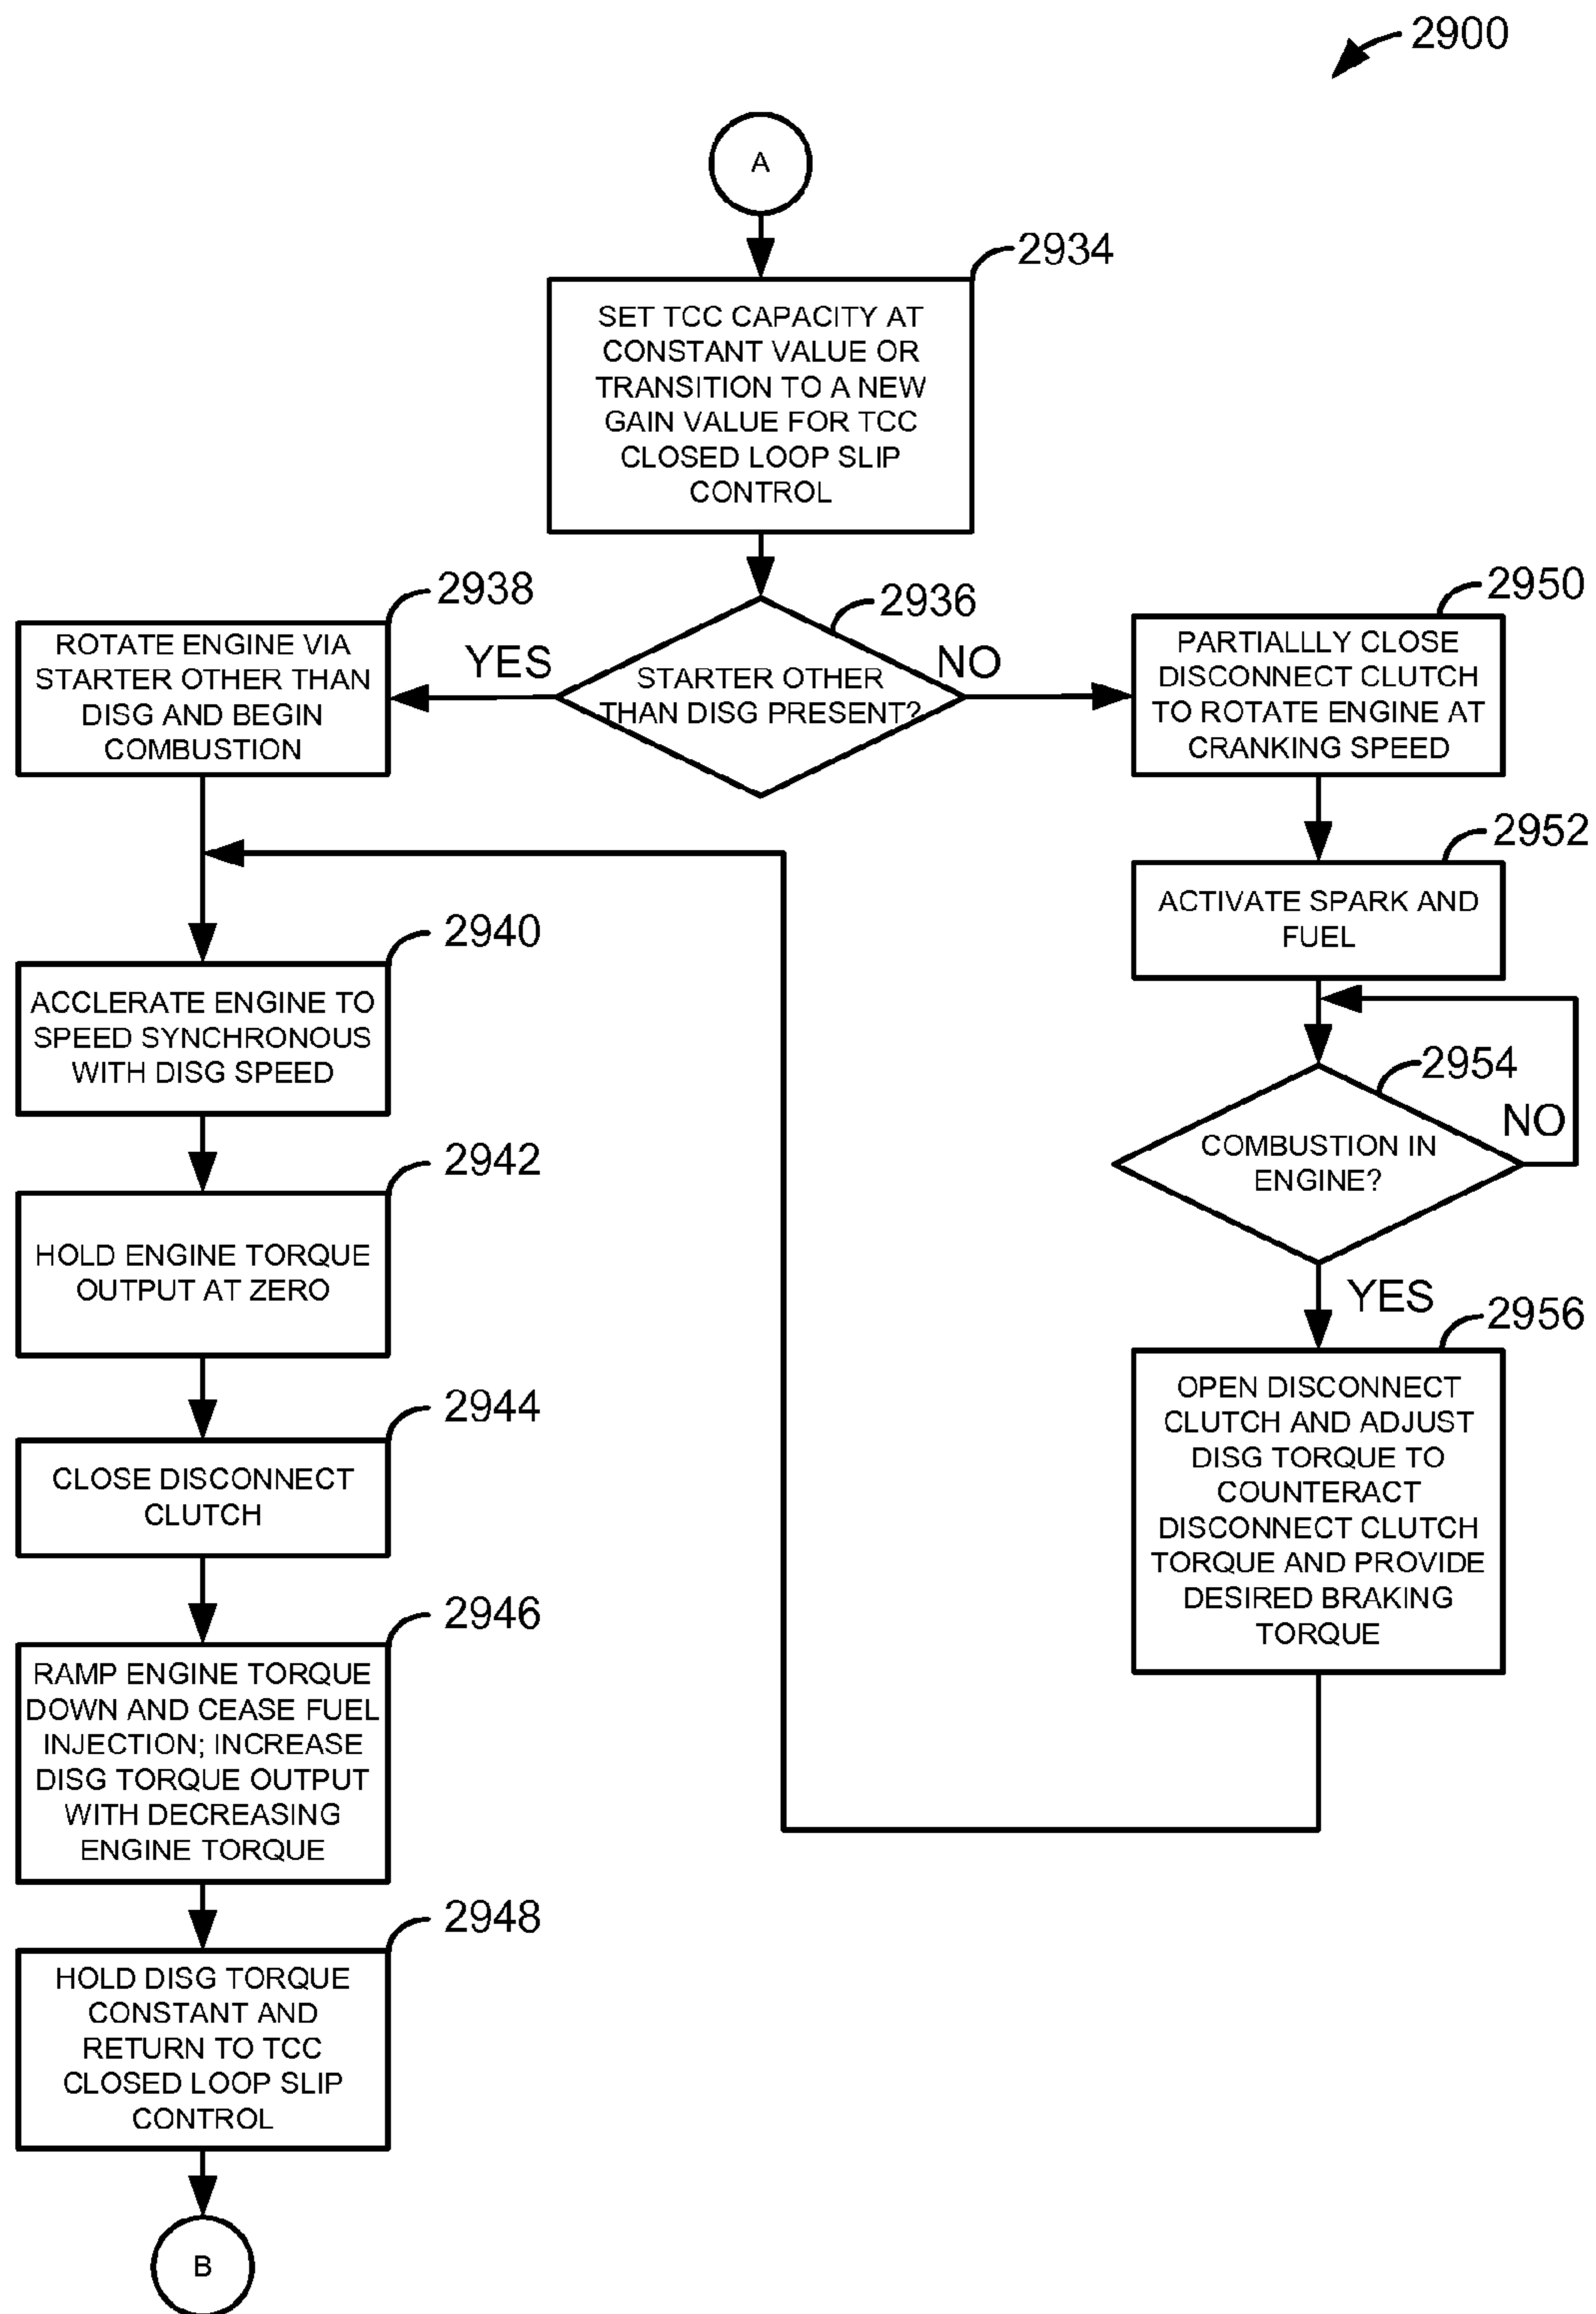 2900
A
2934
SET TCC CAPACITY AT
CONSTANT VALUE OR
TRANSITION TO A NEW
GAIN VALUE FOR TCC
CLOSED LOOP SLIP
CONTROL
2936
STARTER OTHER
THAN DISG PRESENT?
YES
NO
2938
ROTATE ENGINE VIA
STARTER OTHER THAN
DISG AND BEGIN
COMBUSTION
2940
ACCLERATE ENGINE TO
SPEED SYNCHRONOUS
WITH DISG SPEED
2942
HOLD ENGINE TORQUE
OUTPUT AT ZERO
2944
CLOSE DISCONNECT
CLUTCH
2946
RAMP ENGINE TORQUE
DOWN AND CEASE FUEL
INJECTION; INCREASE
DISG TORQUE OUTPUT
WITH DECREASING
ENGINE TORQUE
2948
HOLD DISG TORQUE
CONSTANT AND
RETURN TO TCC
CLOSED LOOP SLIP
CONTROL
B
2950
PARTIALLLY CLOSE
DISCONNECT CLUTCH
TO ROTATE ENGINE AT
CRANKING SPEED
2952
ACTIVATE SPARK AND
FUEL
2954
COMBUSTION IN
ENGINE?
NO
YES
2956
OPEN DISCONNECT
CLUTCH AND ADJUST
DISG TORQUE TO
COUNTERACT
DISCONNECT CLUTCH
TORQUE AND PROVIDE
DESIRED BRAKING
TORQUE